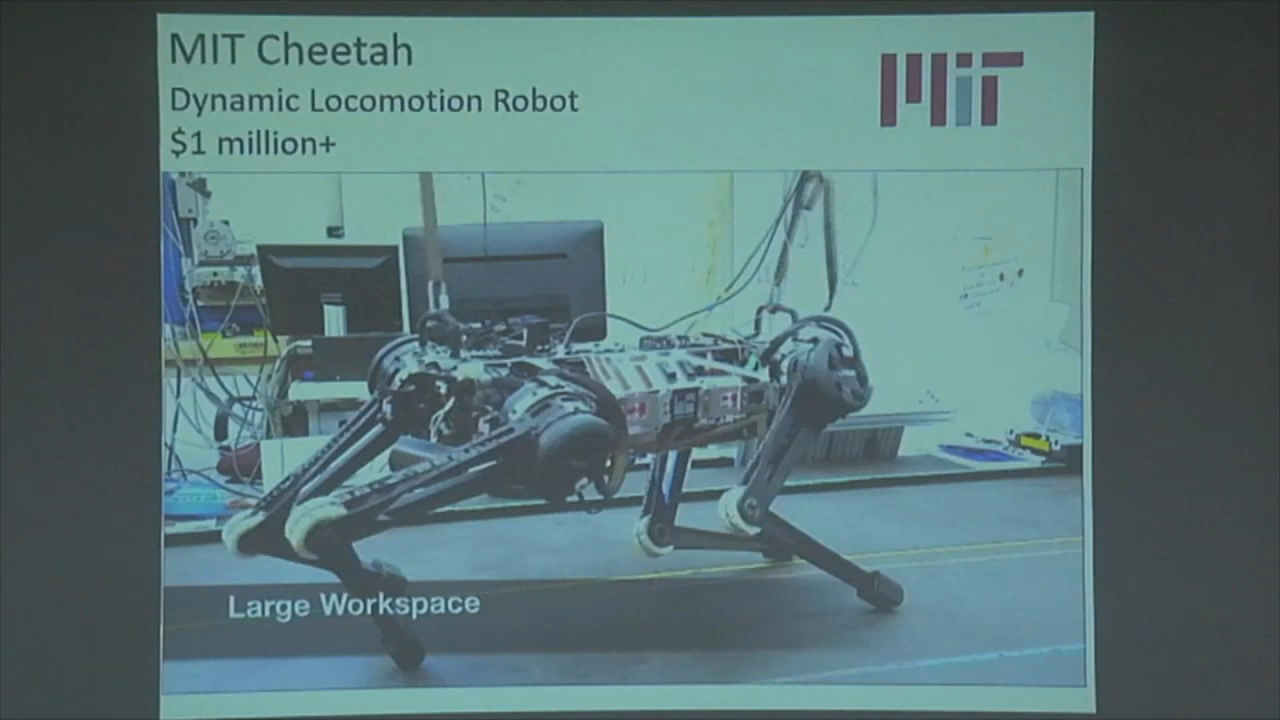 MIT Cheetah
Dynamic Locomotion Robot
$1 million+
MIT
Large Workspace